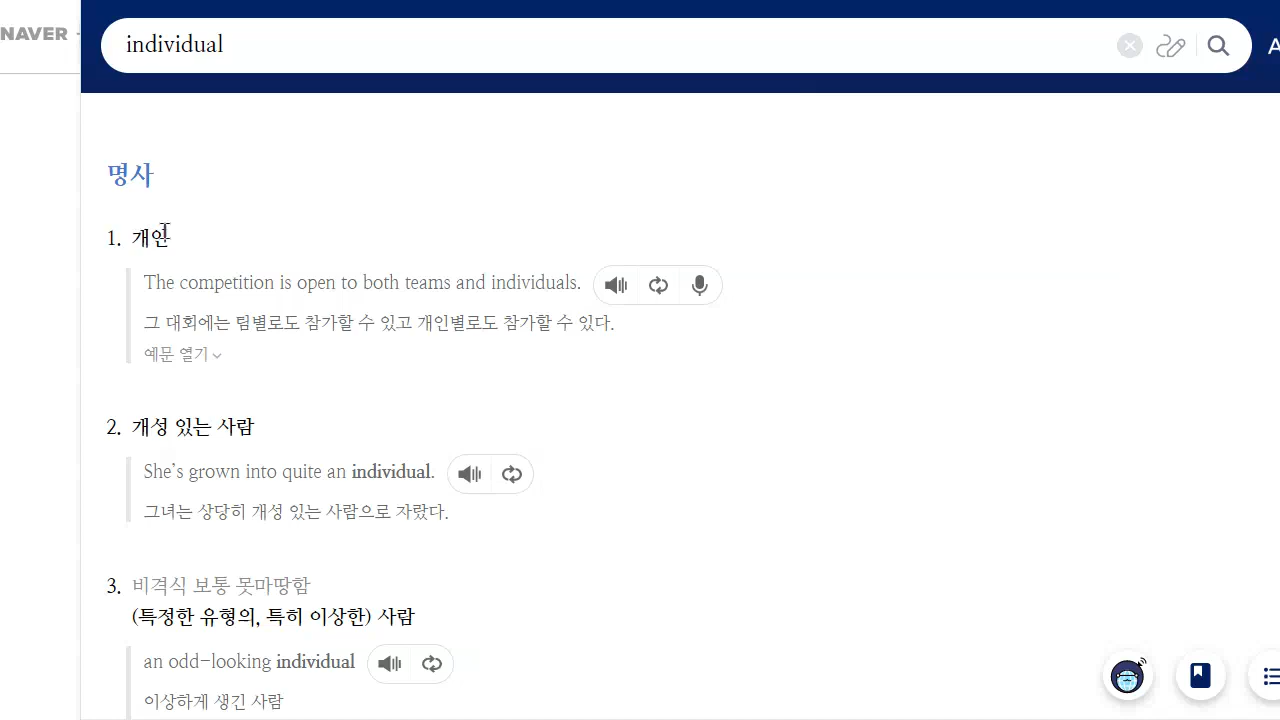 NAVER
individual
A
명사
1. 개인
The competition is open to both teams and individuals.
그 대회에는 팀별로도 참가할 수 있고 개인별로도 참가할 수 있다.
예문 열기
2. 개성 있는 사람
She's grown into quite an individual.
그녀는 상당히 개성 있는 사람으로 자랐다.
3. 비격식 보통 못마땅함
(특정한 유형의, 특히 이상한) 사람
an odd-looking individual
이상하게 생긴 사람